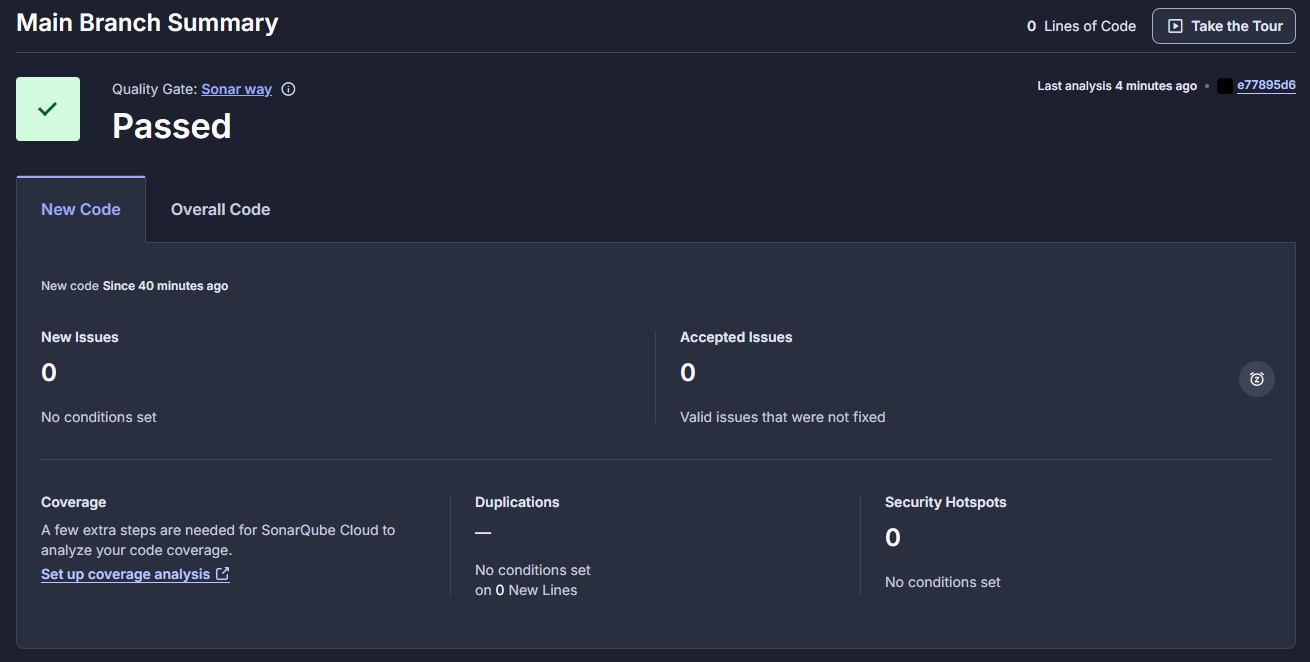 Main Branch Summary
0 Lines of Code
Take the Tour
Quality Gate: Sonar way
Passed
Last analysis 4 minutes ago • e77895d6
New Code
Overall Code
New code Since 40 minutes ago
New Issues
0
No conditions set
Accepted Issues
0
Valid issues that were not fixed
Coverage
A few extra steps are needed for SonarQube Cloud to
analyze your code coverage.
Set up coverage analysis
Duplications
—
No conditions set
on 0 New Lines
Security Hotspots
0
No conditions set